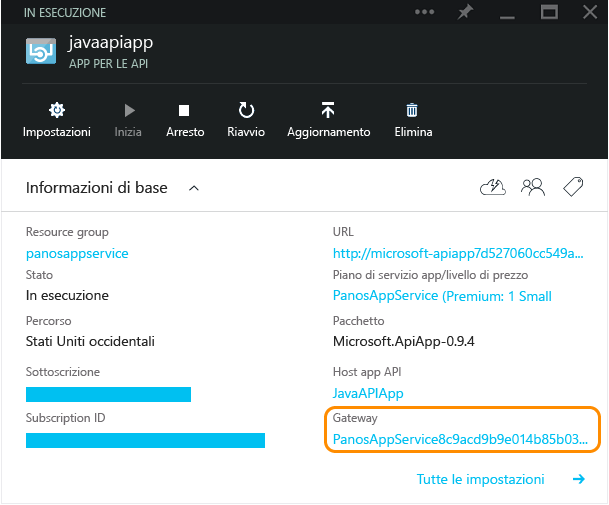 IN ESECUZIONE
javaapiapp
APP PER LE API
Impostazioni
Inizia
Arresto
Riavvio
Aggiornamento
Elimina
Informazioni di base
Resource group
panosappservice
URL
http://microsoft-apiapp7d527060cc549a...
Stato
In esecuzione
Piano di servizio app/livello di prezzo
PanosAppService (Premium: 1 Small
Percorso
Stati Uniti occidentali
Pacchetto
Microsoft.ApiApp-0.9.4
Sottoscrizione
Host app API
JavaAPIApp
Subscription ID
Gateway
PanosAppService8c9acd9b9e014b85b03...
Tutte le impostazioni